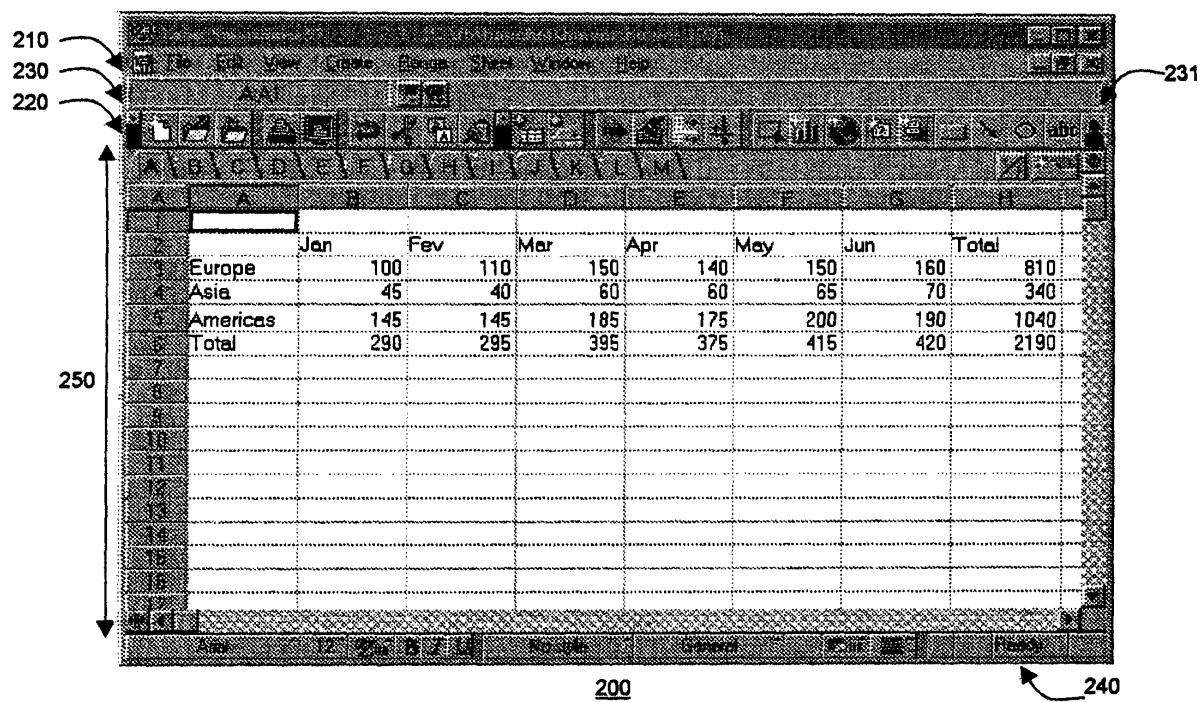 210
File Edit View Create Range Sheet Window Help
230
231
A:A1
220
abc
A B C D E F G H I J K L M
A A B C D E F G H
1
2 Jan Fev Mar Apr May Jun Total
3 Europe 100 110 150 140 150 160 810
4 Asia 45 40 60 60 65 70 340
5 Americas 145 145 185 175 200 190 1040
6 Total 290 295 395 375 415 420 2190
7
250
8
9
10
11
12
13
14
15
16
17
Arial 12 B I U No style General Ready
200
240